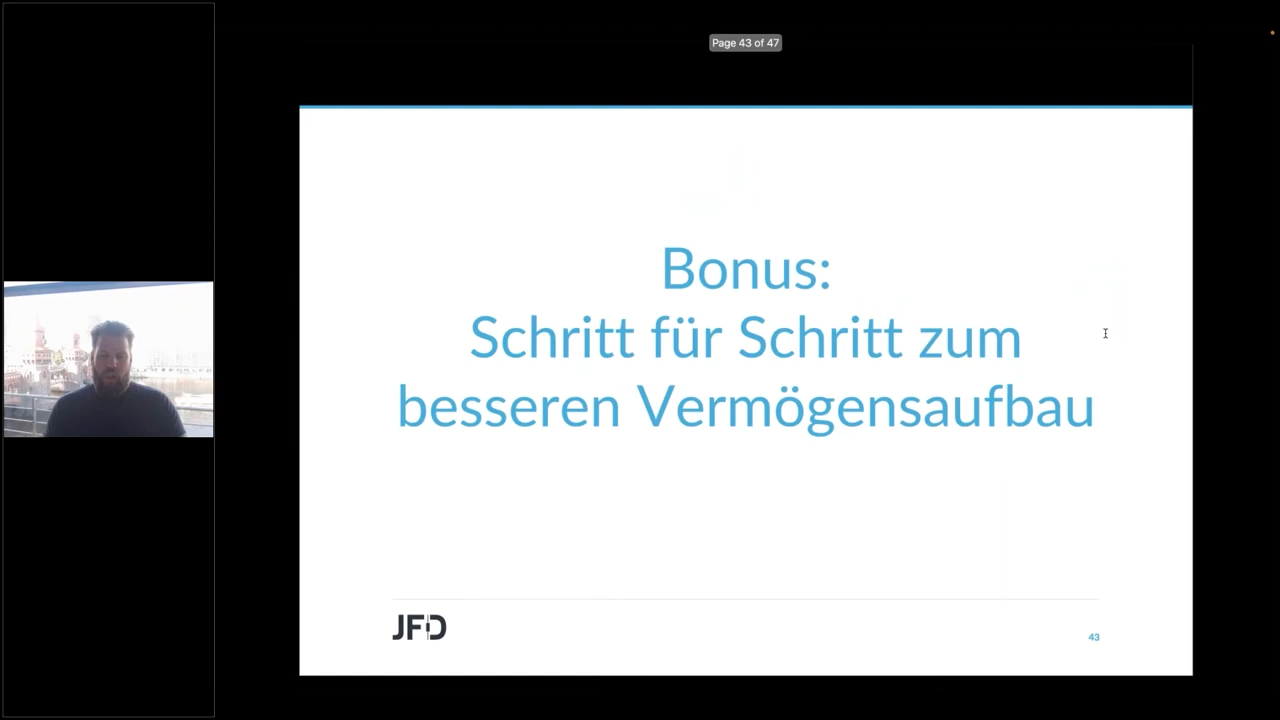 Page 43 of 47
Bonus:
Schritt für Schritt zum
besseren Vermögensaufbau
JFD
43